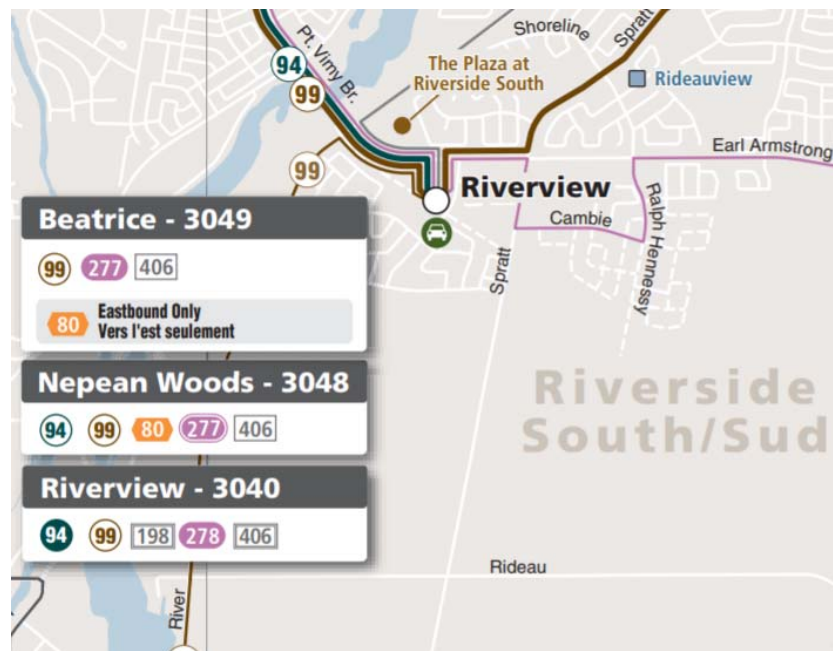 Shoreline
Spratt
Pt. Vimy Br.
94
99
The Plaza at
Riverside South
Rideauview
Earl Armstrong
99
Riverview
Cambie
Ralph Hennessy
Spratt
Beatrice - 3049
99 277 406
80 Eastbound Only
Vers l'est seulement
Nepean Woods - 3048
94 99 80 277 406
Riverview - 3040
94 99 198 278 406
Riverside
South/Sud
Rideau
River